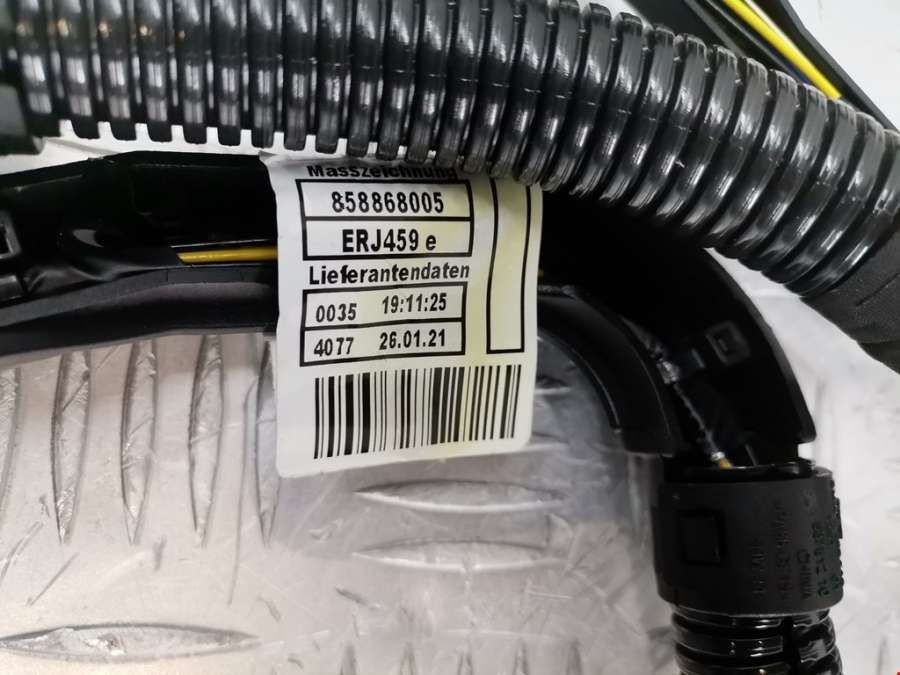 Masszeichnung
858868005
ERJ459 e
Lieferantendaten
0035 19:11:25
4077 26.01.21